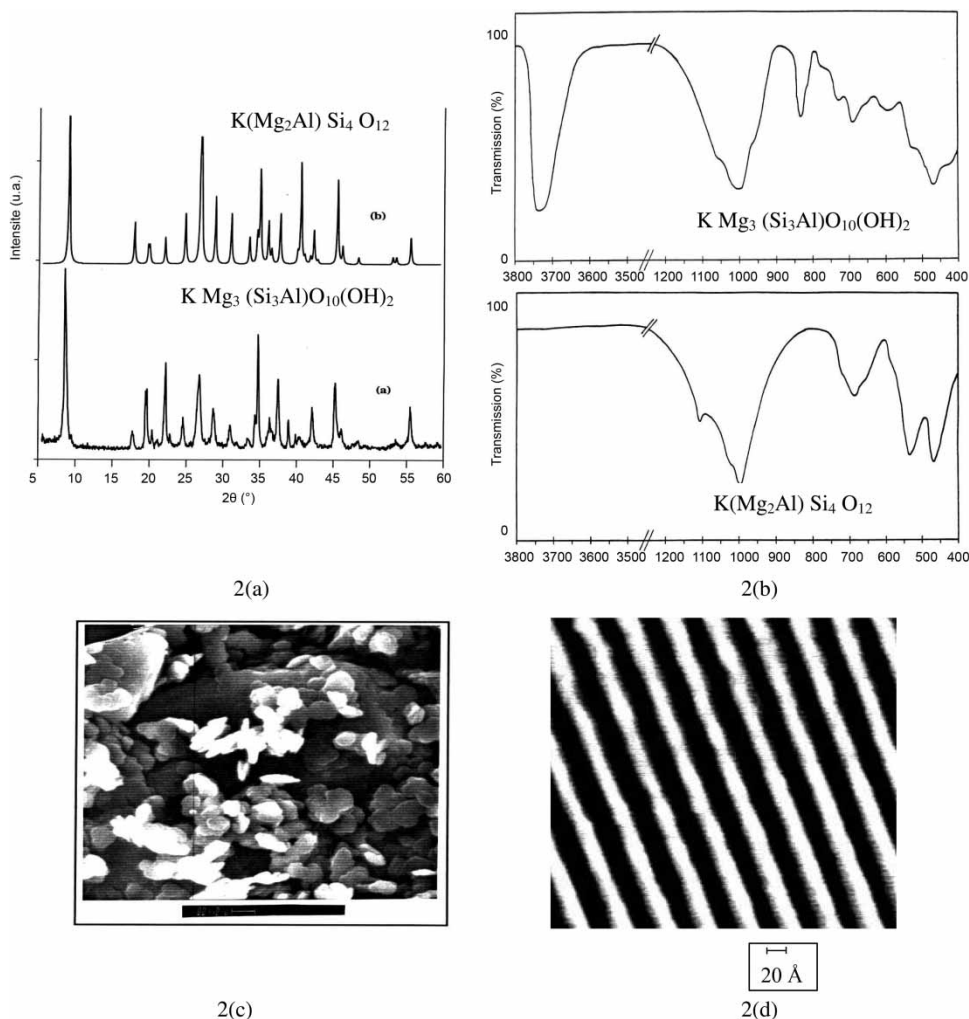 K(Mg2Al) Si4 O12
(b)
K Mg3 (Si3Al)O10(OH)2
(a)
Intensite (u.a.)
5 10 15 20 25 30 35 40 45 50 55 60
2θ (°)
2(a)
100
Transmission (%)
K Mg3 (Si3Al)O10(OH)2
0
3800 3700 3600 3500 1200 1100 1000 900 800 700 600 500 400
100
Transmission (%)
K(Mg2Al) Si4 O12
0
3800 3700 3600 3500 1200 1100 1000 900 800 700 600 500 400
2(b)
2(c)
20 Å
2(d)